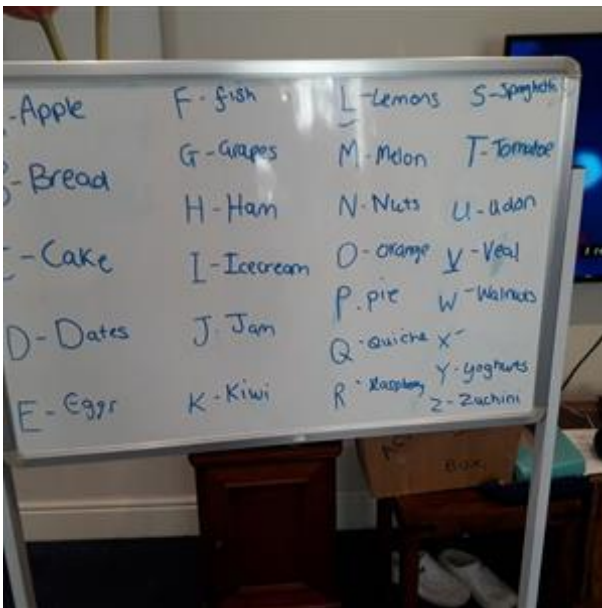 - Apple
B - Bread
C - Cake
D - Dates
E - Eggs
F - fish
G - Grapes
H - Ham
I - Icecream
J. Jam
K - Kiwi
L - Lemons
M - Melon
N - Nuts
O - orange
P. pie
Q - Quiche
R - Raspberry
S - Spaghetti
T - Tomatoe
U - udon
V - Veal
W - Walnuts
X -
Y - yoghurts
Z - Zuchini
BOX